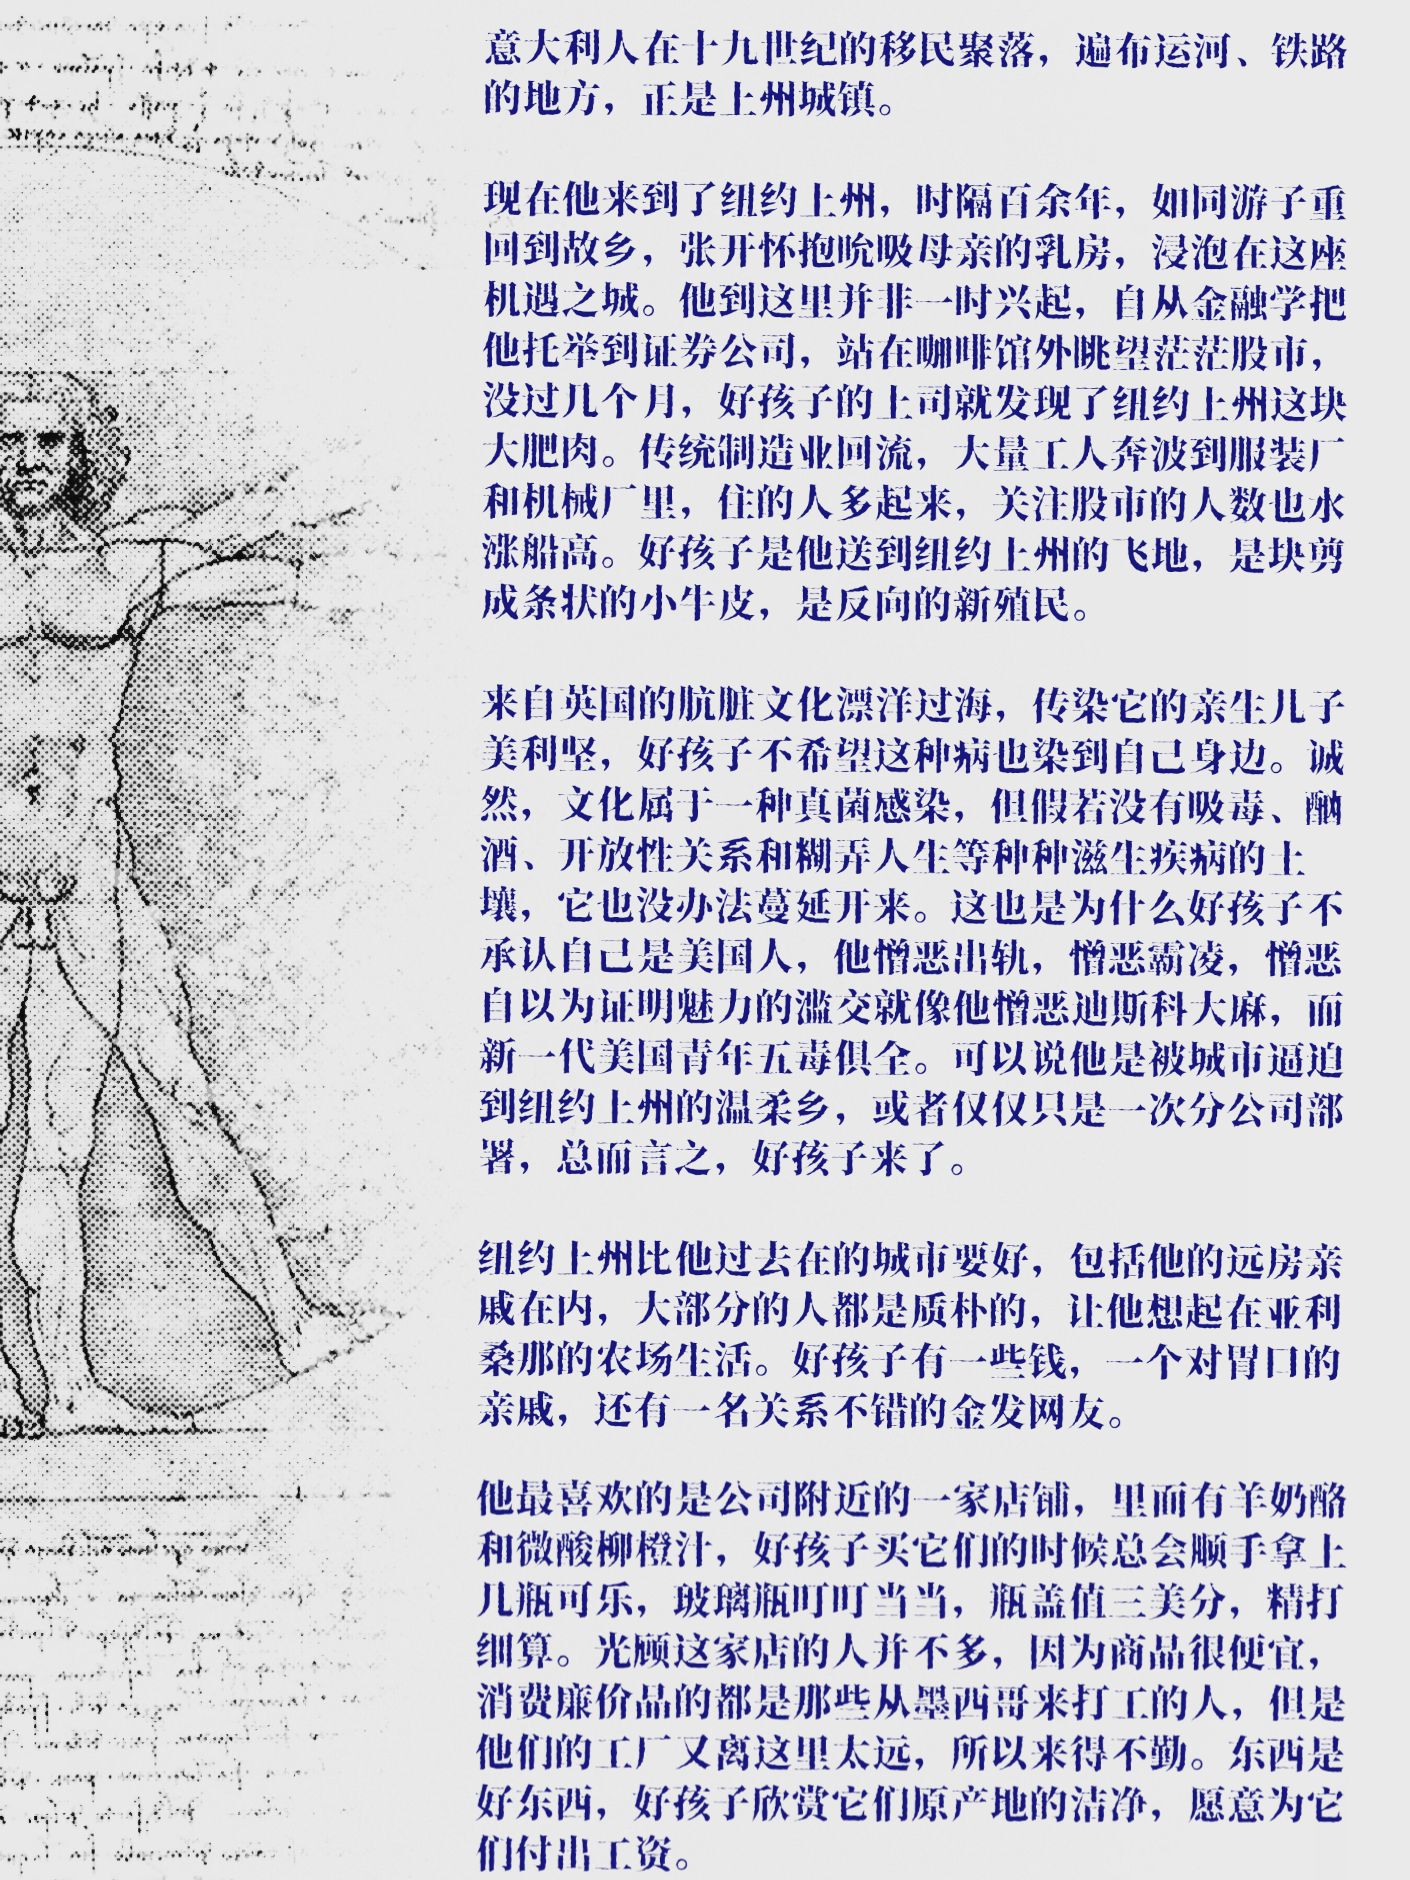 意大利人在十九世纪的移民聚落，遍布运河、铁路
的地方，正是上州城镇。
现在他来到了纽约上州，时隔百余年，如同游子重
回到故乡，张开怀抱吮吸母亲的乳房，浸泡在这座
机遇之城。他到这里并非一时兴起，自从金融学把
他托举到证券公司，站在咖啡馆外眺望茫茫股市，
没过几个月，好孩子的上司就发现了纽约上州这块
大肥肉。传统制造业回流，大量工人奔波到服装厂
和机械厂里，住的人多起来，关注股市的人数也水
涨船高。好孩子是他送到纽约上州的飞地，是块剪
成条状的小牛皮，是反向的新殖民。
来自英国的肮脏文化漂洋过海，传染它的亲生儿子
美利坚，好孩子不希望这种病也染到自己身边。诚
然，文化属于一种真菌感染，但假若没有吸毒、酗
酒、开放性关系和糊弄人生等种种滋生疾病的土
壤，它也没办法蔓延开来。这也是为什么好孩子不
承认自己是美国人，他憎恶出轨，憎恶霸凌，憎恶
自以为证明魅力的滥交就像他憎恶迪斯科大麻，而
新一代美国青年五毒俱全。可以说他是被城市逼迫
到纽约上州的温柔乡，或者仅仅只是一次分公司部
署，总而言之，好孩子来了。
纽约上州比他过去在的城市要好，包括他的远房亲
戚在内，大部分的人都是质朴的，让他想起在亚利
桑那的农场生活。好孩子有一些钱，一个对胃口的
亲戚，还有一名关系不错的金发网友。
他最喜欢的是公司附近的一家店铺，里面有羊奶酪
和微酸柳橙汁，好孩子买它们的时候总会顺手拿上
几瓶可乐，玻璃瓶叮叮当当，瓶盖值三美分，精打
细算。光顾这家店的人并不多，因为商品很便宜，
消费廉价品的都是那些从墨西哥来打工的人，但是
他们的工厂又离这里太远，所以来得不勤。东西是
好东西，好孩子欣赏它们原产地的洁净，愿意为它
们付出工资。